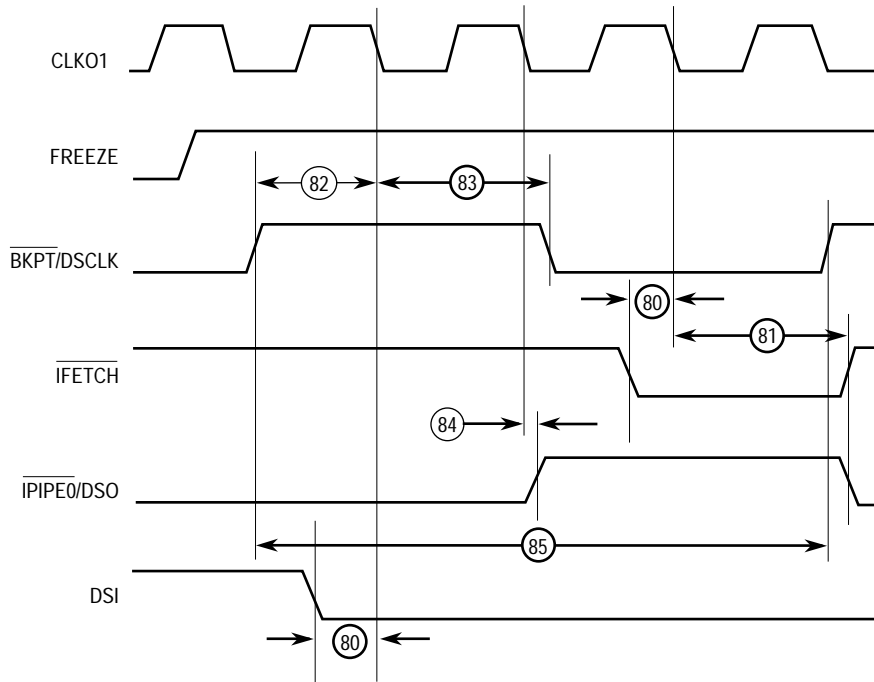 CLKO1
FREEZE
82
83
BKPT/DSCLK
80
81
IFETCH
84
IPIPE0/DSO
85
DSI
80